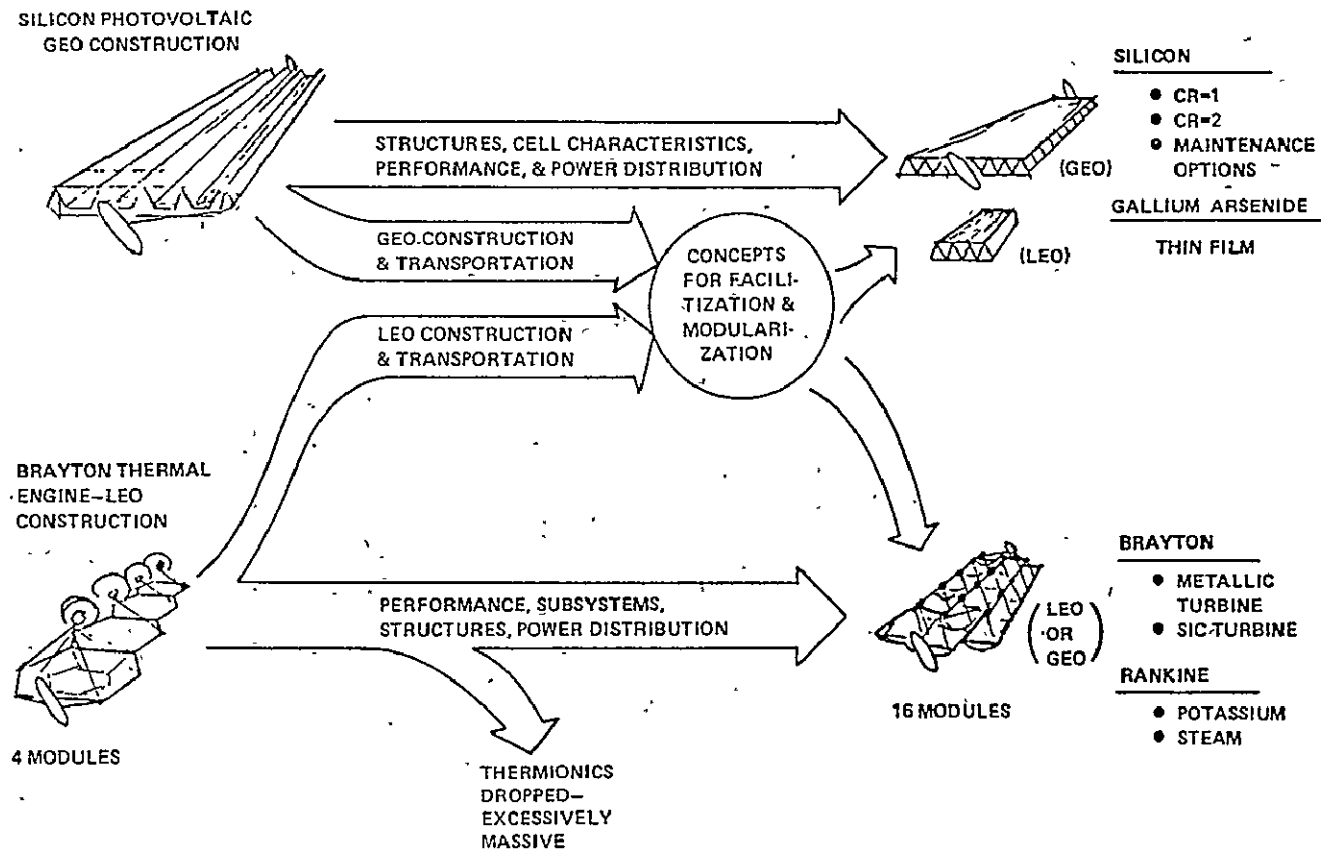 SILICON PHOTOVOLTAIC
GEO CONSTRUCTION
STRUCTURES, CELL CHARACTERISTICS,
PERFORMANCE, & POWER DISTRIBUTION
GEO CONSTRUCTION
& TRANSPORTATION
LEO CONSTRUCTION
& TRANSPORTATION
CONCEPTS
FOR FACILI-
TIZATION &
MODULARI-
ZATION
(GEO)
(LEO)
SILICON
● CR=1
● CR=2
● MAINTENANCE
OPTIONS
GALLIUM ARSENIDE
THIN FILM
BRAYTON THERMAL
ENGINE–LEO
CONSTRUCTION
4 MODULES
PERFORMANCE, SUBSYSTEMS,
STRUCTURES, POWER DISTRIBUTION
THERMIONICS
DROPPED–
EXCESSIVELY
MASSIVE
16 MODULES
(LEO
OR
GEO)
BRAYTON
● METALLIC
TURBINE
● SIC-TURBINE
RANKINE
● POTASSIUM
● STEAM